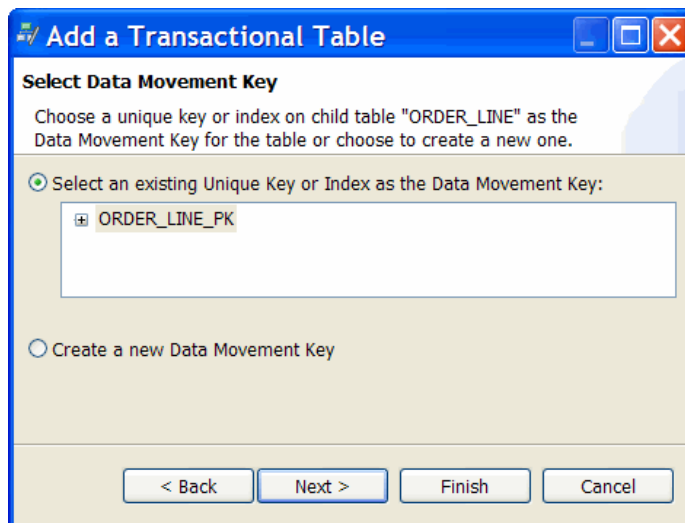 Add a Transactional Table
Select Data Movement Key
Choose a unique key or index on child table "ORDER_LINE" as the
Data Movement Key for the table or choose to create a new one.
Select an existing Unique Key or Index as the Data Movement Key:
ORDER_LINE_PK
Create a new Data Movement Key
< Back Next > Finish Cancel